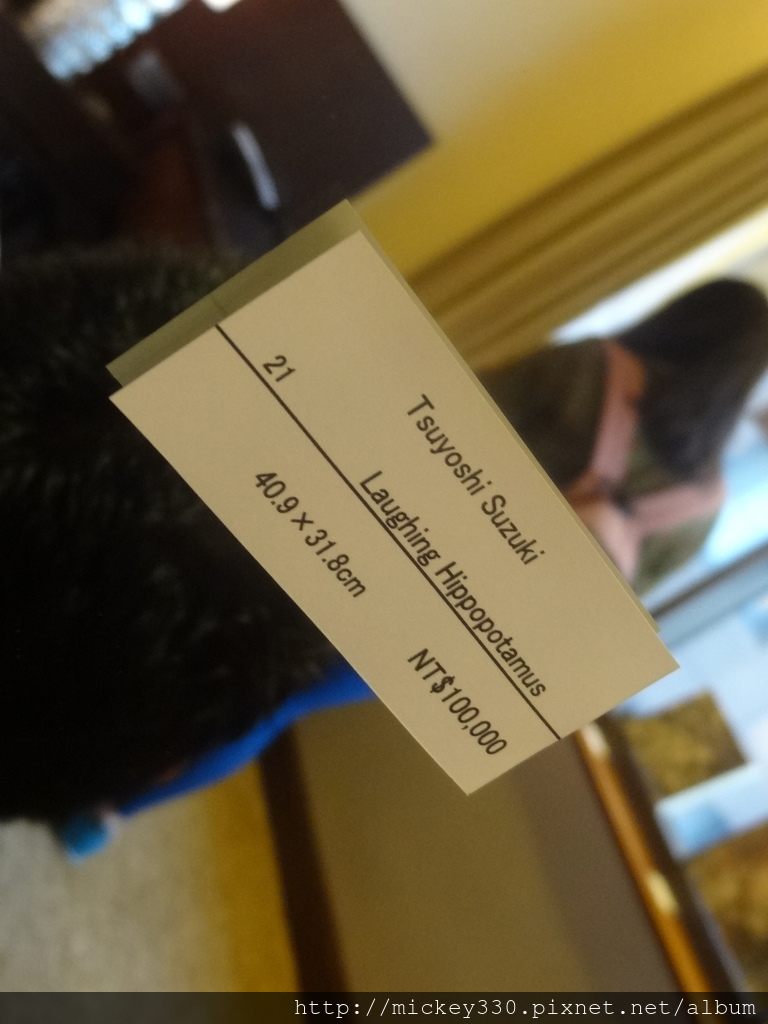 Tsuyoshi Suzuki
21 Laughing Hippopotamus
40.9×31.8cm NT$100,000
http://mickey330.pixnet.net/album